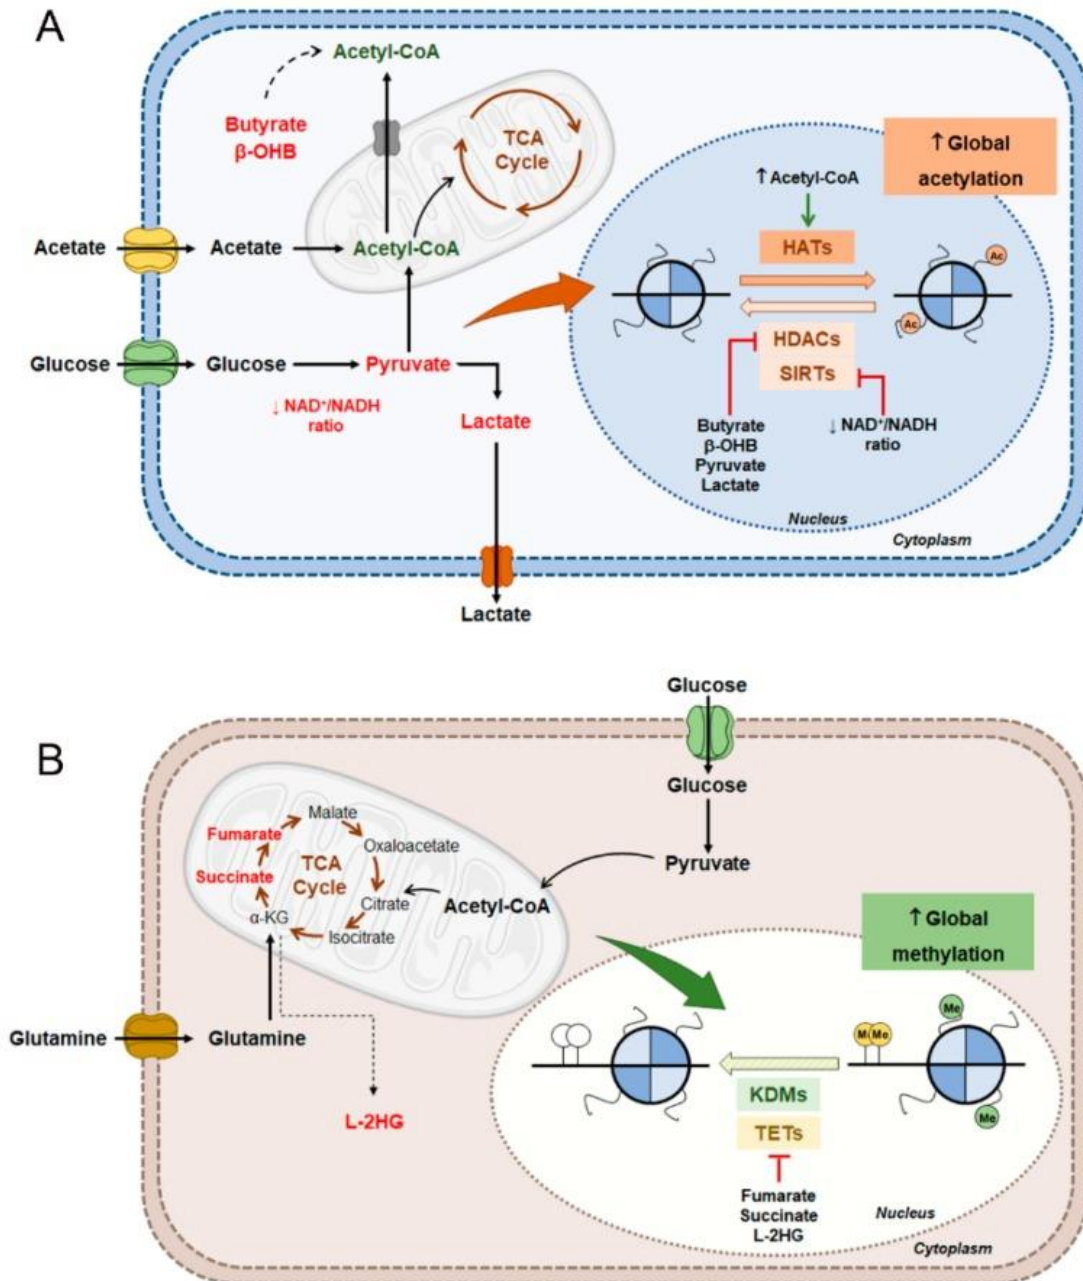 A
Acetyl-CoA
Butyrate
β-OHB
TCA
Cycle
↑Global
acetylation
↑Acetyl-CoA
Acetate
Acetate
Acetyl-CoA
HATs
Ac
Ac
HDACs
SIRTs
Glucose
Glucose
Pyruvate
↓ NAD⁺/NADH
ratio
Lactate
Butyrate
β-OHB
Pyruvate
Lactate
↓ NAD⁺/NADH
ratio
Nucleus
Cytoplasm
Lactate
B
Glucose
Glucose
Pyruvate
Malate
Fumarate
Oxaloacetate
TCA
Cycle
Succinate
Citrate
Acetyl-CoA
α-KG
Isocitrate
↑Global
methylation
Glutamine
Glutamine
Me
M Me
Me
KDMs
TETs
L-2HG
Fumarate
Succinate
L-2HG
Nucleus
Cytoplasm